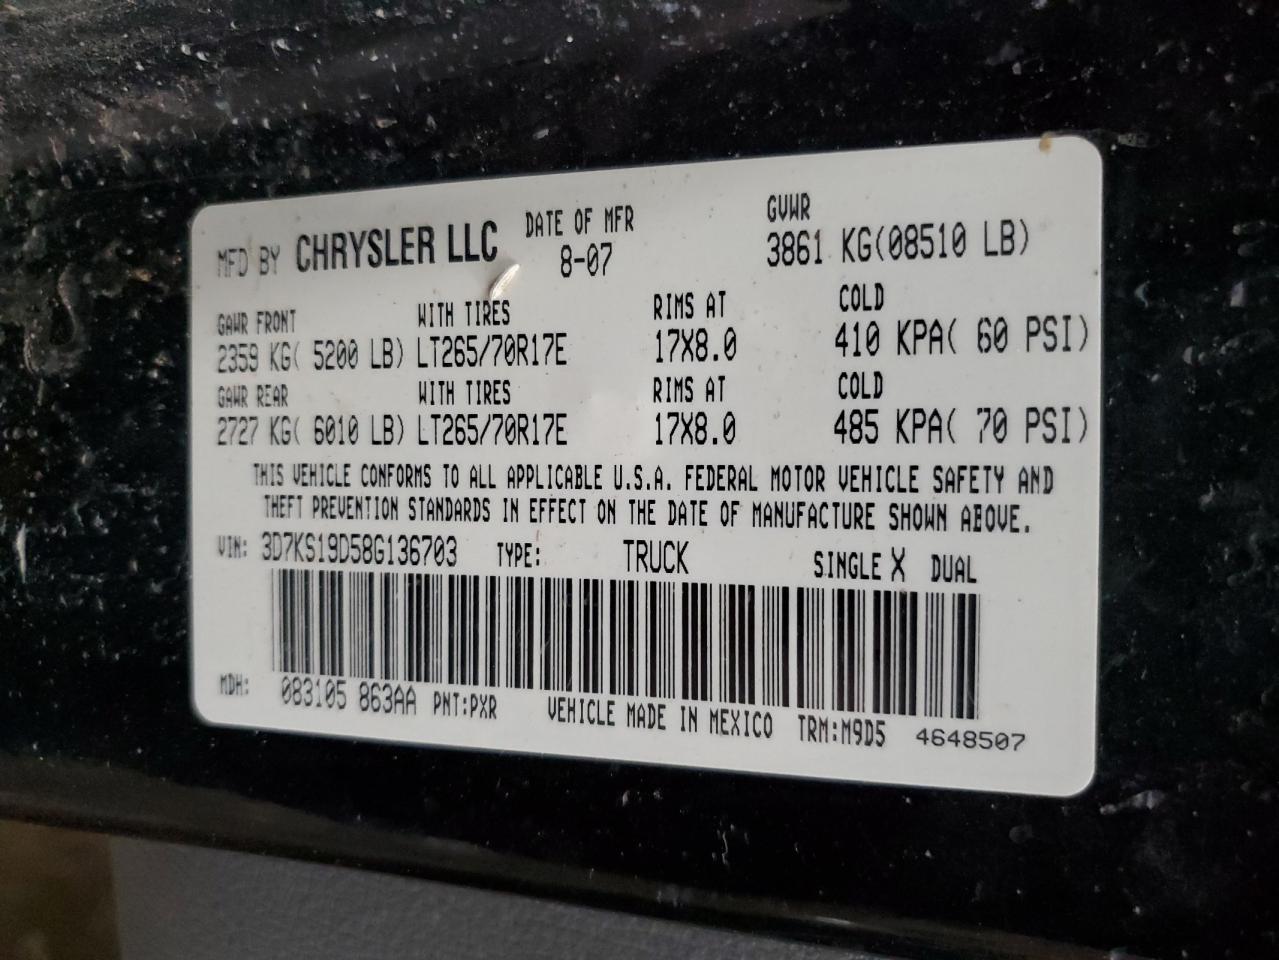 MFD BY CHRYSLER LLC DATE OF MFR GVWR
8-07 3861 KG(08510 LB)
GAWR FRONT WITH TIRES RIMS AT COLD
2359 KG( 5200 LB) LT265/70R17E 17X8.0 410 KPA( 60 PSI)
GAWR REAR WITH TIRES RIMS AT COLD
2727 KG( 6010 LB) LT265/70R17E 17X8.0 485 KPA( 70 PSI)
THIS VEHICLE CONFORMS TO ALL APPLICABLE U.S.A. FEDERAL MOTOR VEHICLE SAFETY AND
THEFT PREVENTION STANDARDS IN EFFECT ON THE DATE OF MANUFACTURE SHOWN ABOVE.
VIN: 3D7KS19D58G136703 TYPE: TRUCK SINGLE X DUAL
MDH: 083105 863AA PNT:PXR VEHICLE MADE IN MEXICO TRM:M9D5 4648507